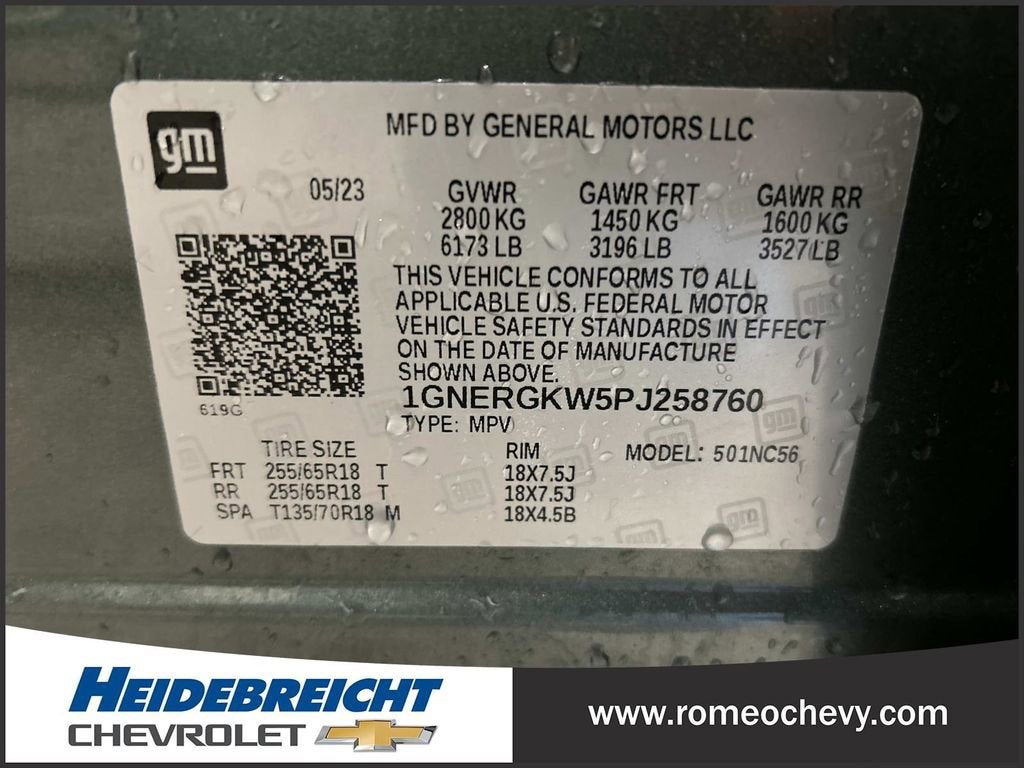 gm
MFD BY GENERAL MOTORS LLC
05/23
GVWR GAWR FRT GAWR RR
2800 KG 1450 KG 1600 KG
6173 LB 3196 LB 3527 LB
THIS VEHICLE CONFORMS TO ALL
APPLICABLE U.S. FEDERAL MOTOR
VEHICLE SAFETY STANDARDS IN EFFECT
ON THE DATE OF MANUFACTURE
SHOWN ABOVE.
619G
1GNERGKW5PJ258760
TYPE: MPV
TIRE SIZE RIM MODEL: 501NC56
FRT 255/65R18 T 18X7.5J
RR 255/65R18 T 18X7.5J
SPA T135/70R18 M 18X4.5B
HEIDEBREICHT
CHEVROLET
www.romeochevy.com